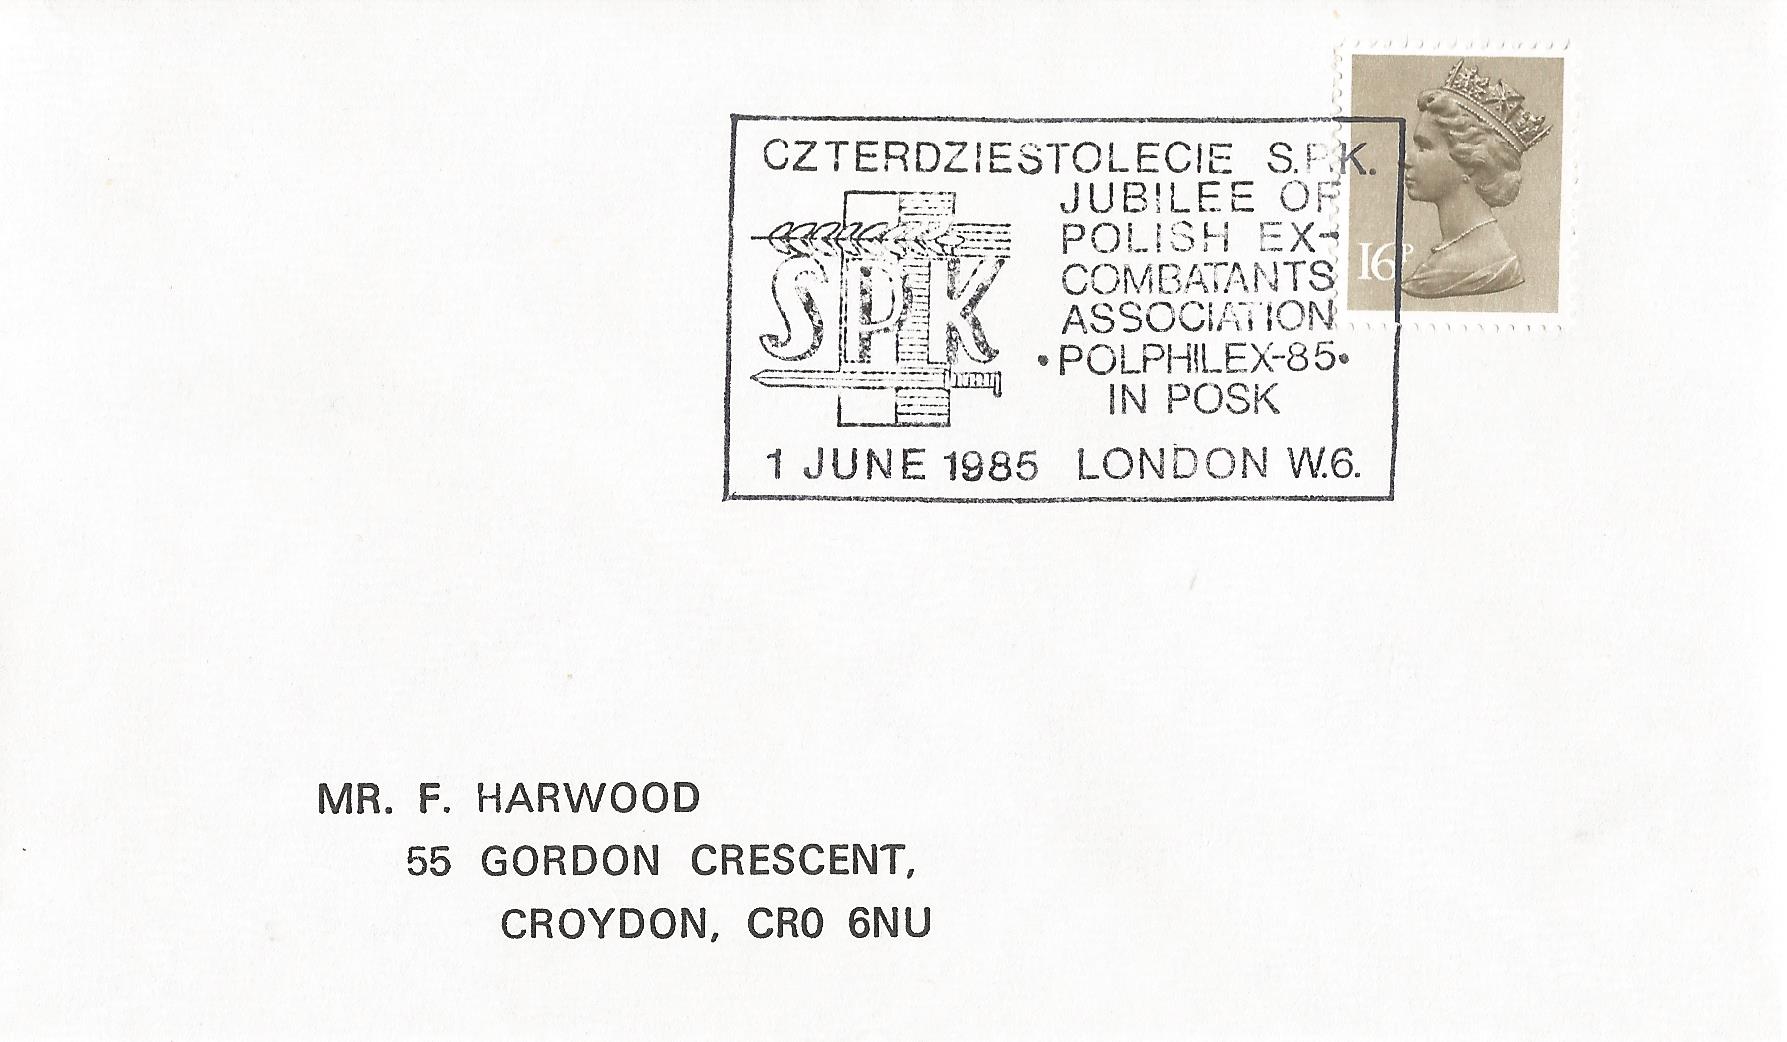 CZTERDZIESTOLECIE S.P.K.
JUBILEE OF
POLISH EX-
COMBATANTS
ASSOCIATION
•POLPHILEX-85•
IN POSK
SPK
1 JUNE 1985 LONDON W.6.
16P
MR. F. HARWOOD
55 GORDON CRESCENT,
CROYDON, CR0 6NU